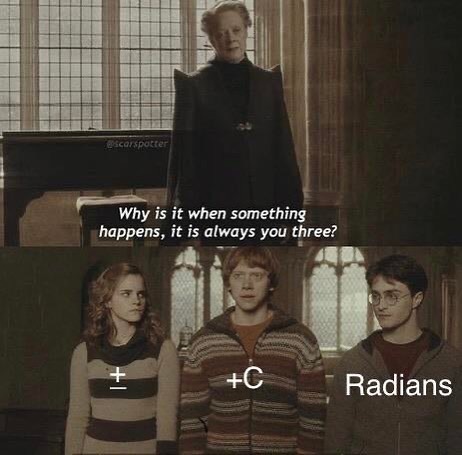 @scarspotter
Why is it when something
happens, it is always you three?
±
+C
Radians